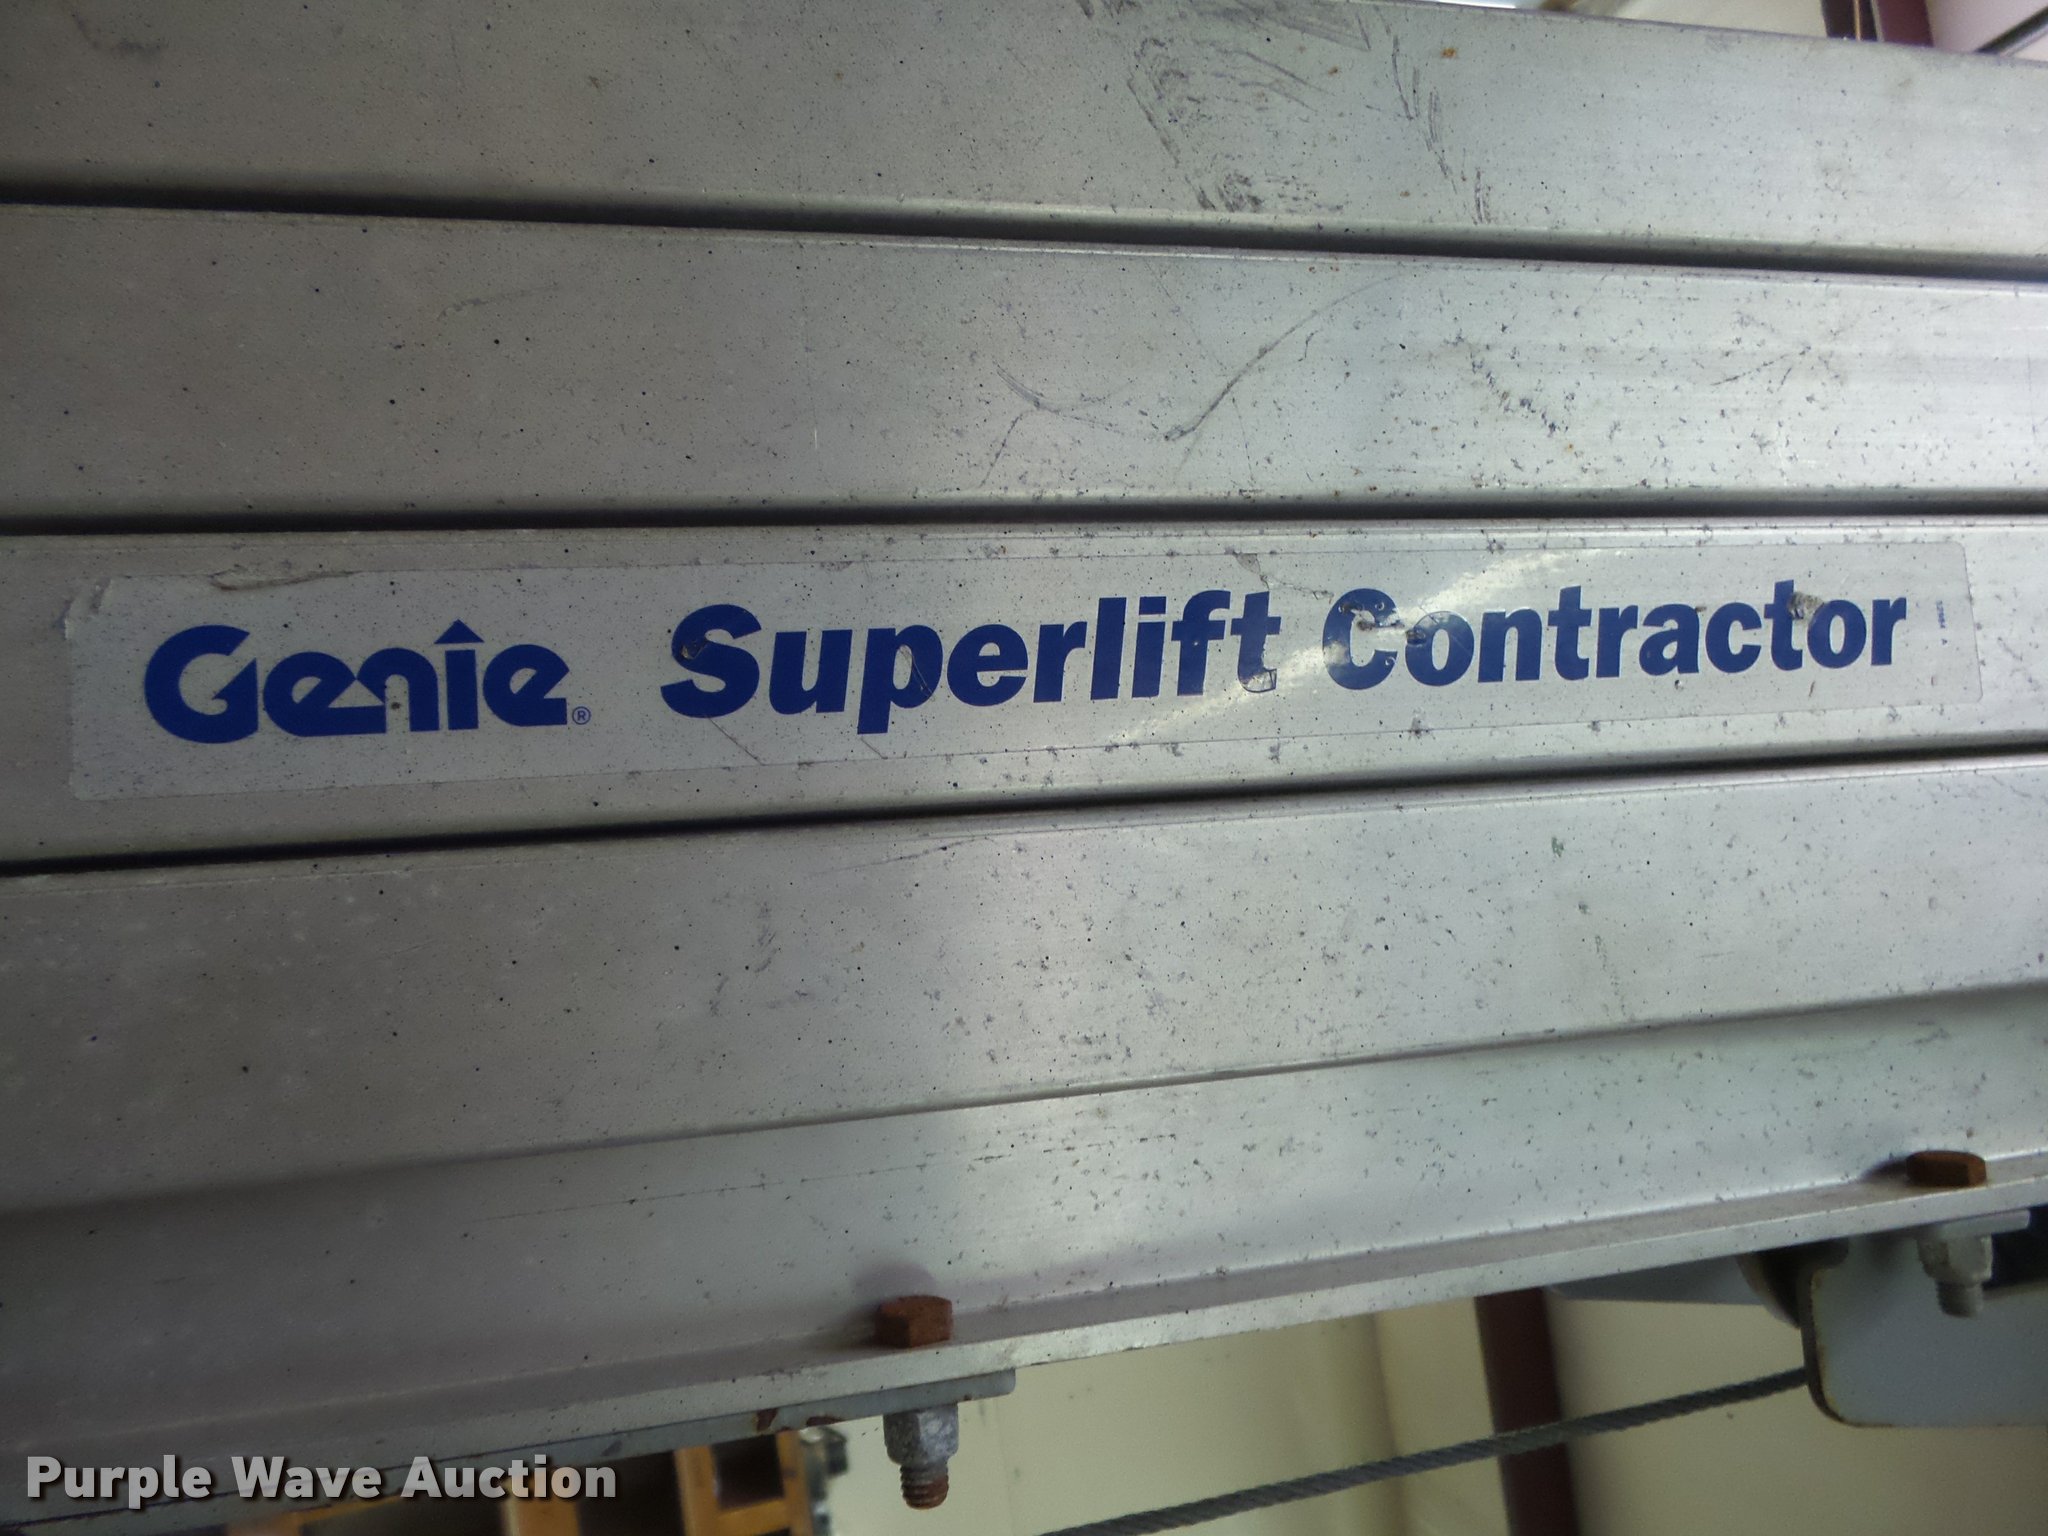 Genie® Superlift Contractor
Purple Wave Auction